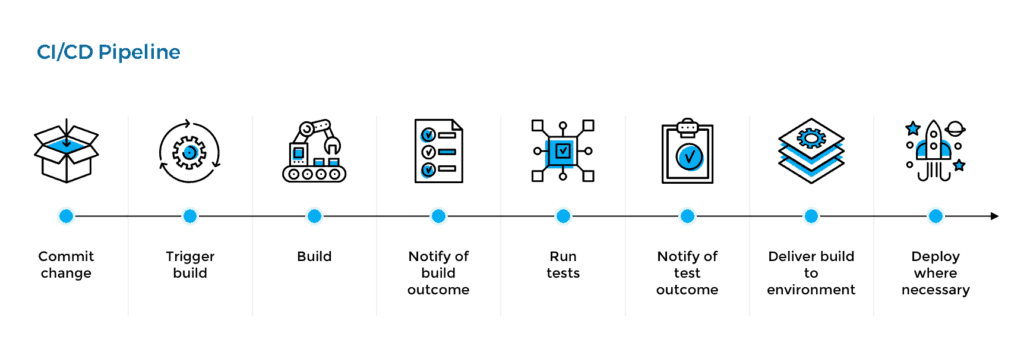 CI/CD Pipeline
Commit
change
Trigger
build
Build
Notify of
build
outcome
Run
tests
Notify of
test
outcome
Deliver build
to
environment
Deploy
where
necessary